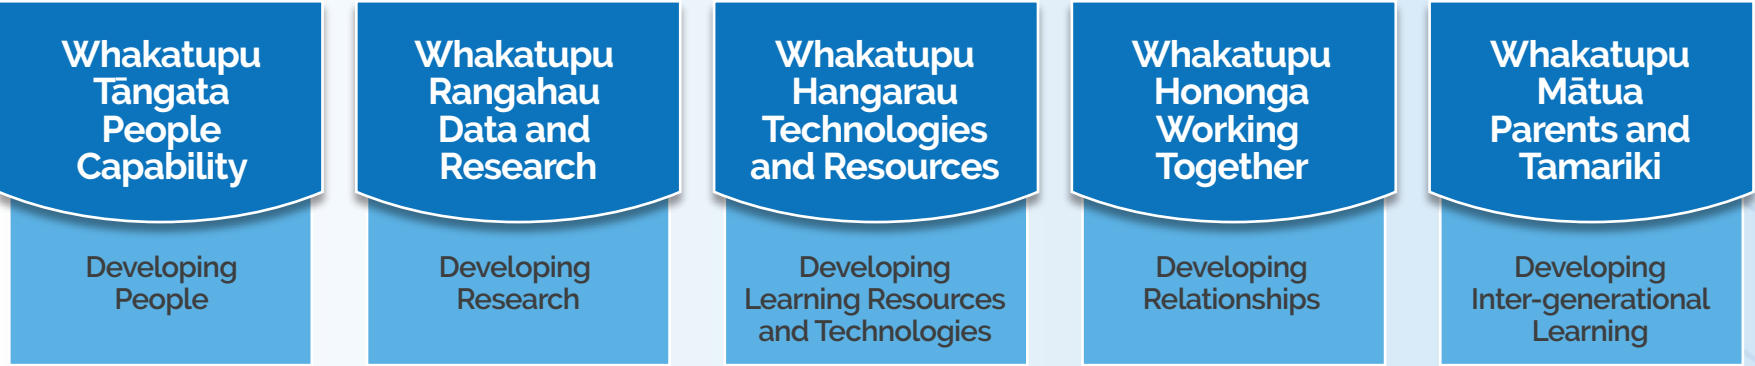 Whakatupu
Tāngata
People
Capability
Developing
People
Whakatupu
Rangahau
Data and
Research
Developing
Research
Whakatupu
Hangarau
Technologies
and Resources
Developing
Learning Resources
and Technologies
Whakatupu
Hononga
Working
Together
Developing
Relationships
Whakatupu
Mātua
Parents and
Tamariki
Developing
Inter-generational
Learning